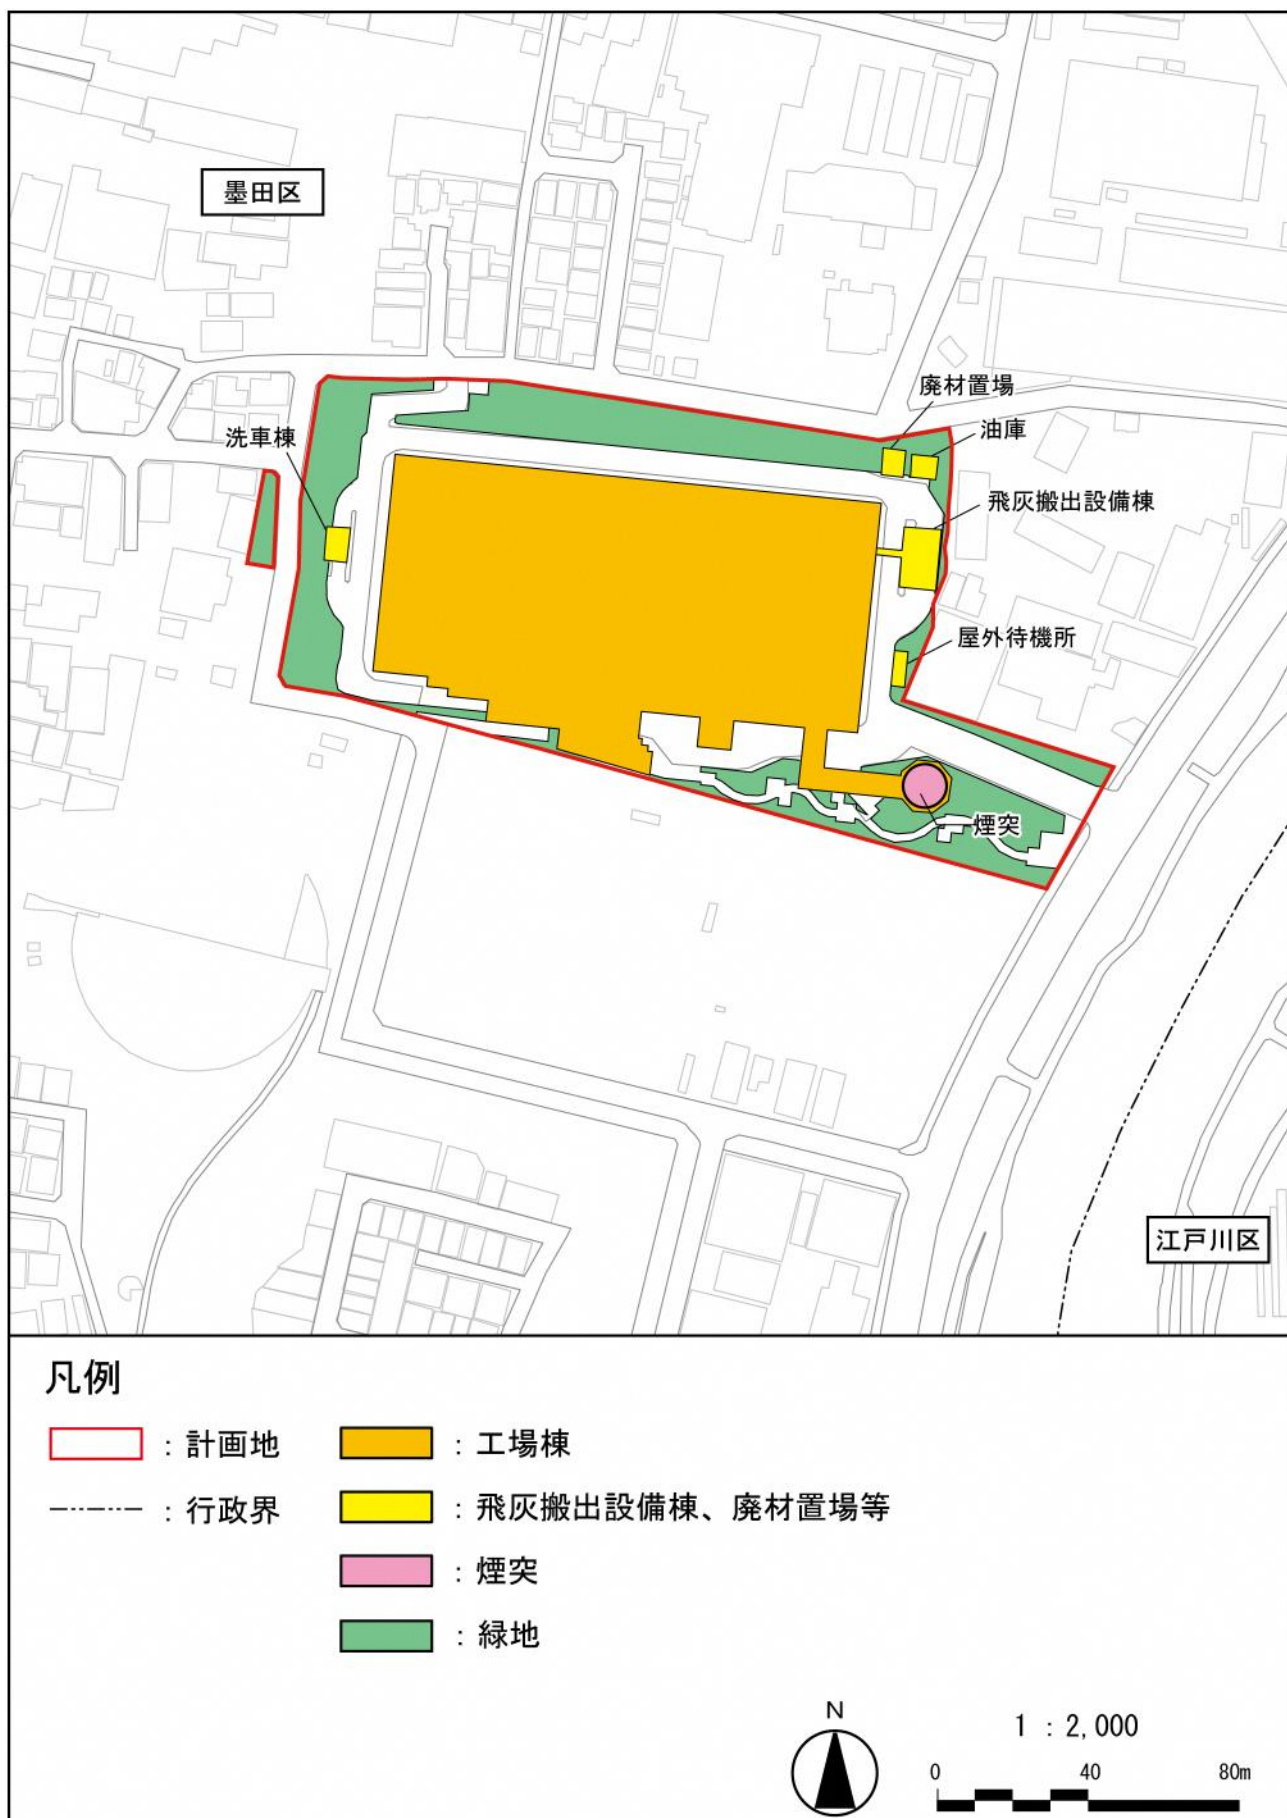 墨田区
廃材置場
油庫
洗車棟
飛灰搬出設備棟
屋外待機所
煙突
江戸川区
凡例
：計画地
：工場棟
：行政界
：飛灰搬出設備棟、廃材置場等
：煙突
：緑地
N
1 : 2,000
0 40 80m